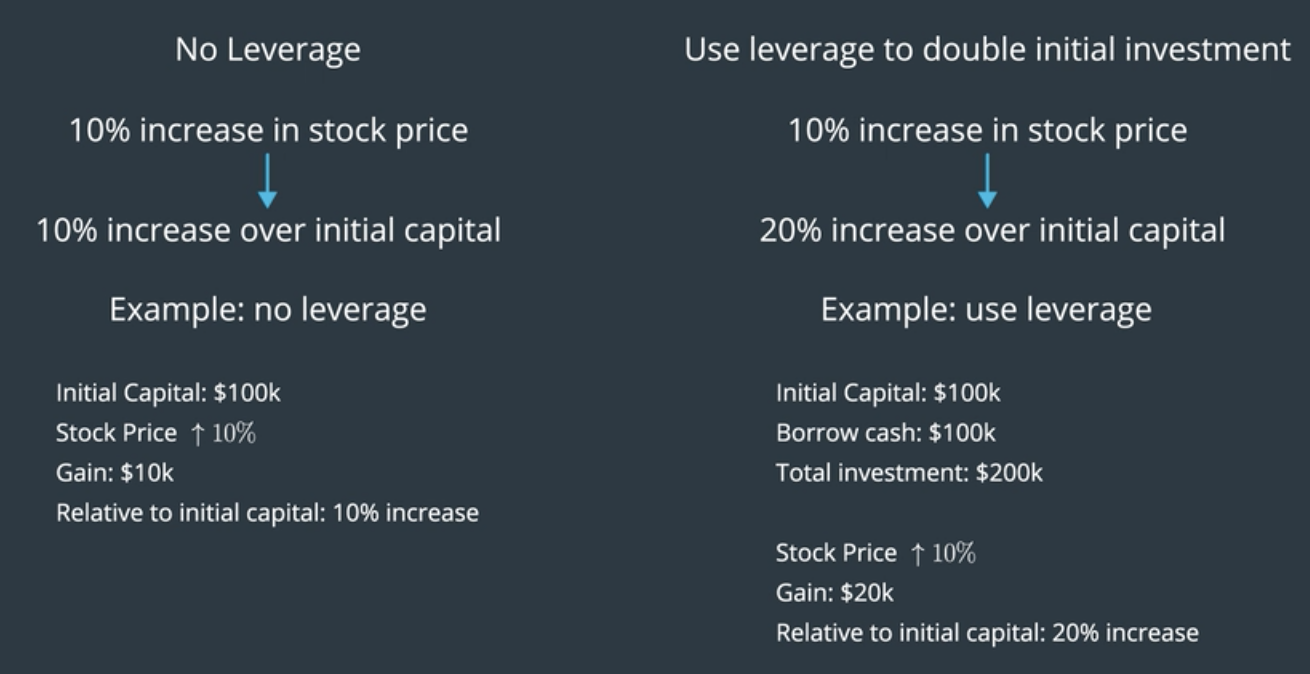 No Leverage
10% increase in stock price
10% increase over initial capital
Example: no leverage
Initial Capital: $100k
Stock Price ↑ 10%
Gain: $10k
Relative to initial capital: 10% increase
Use leverage to double initial investment
10% increase in stock price
20% increase over initial capital
Example: use leverage
Initial Capital: $100k
Borrow cash: $100k
Total investment: $200k
Stock Price ↑ 10%
Gain: $20k
Relative to initial capital: 20% increase